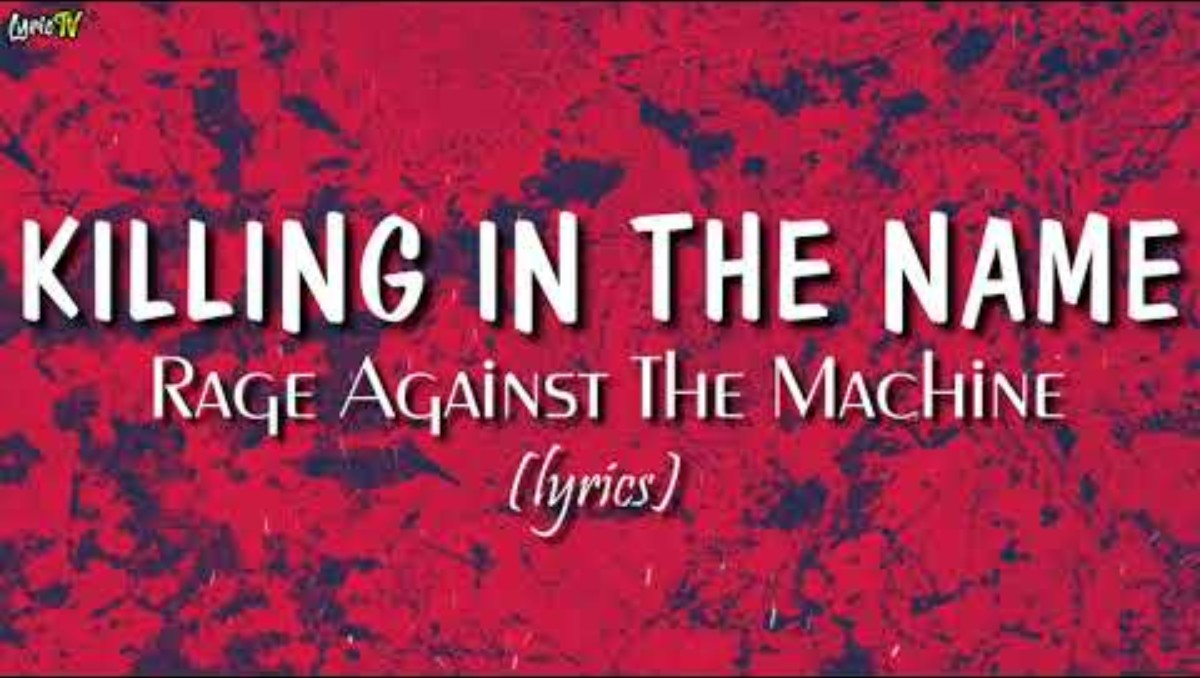 LyricTV
KILLING IN THE NAME
RAGE AGAINST THE MACHINE
(lyrics)